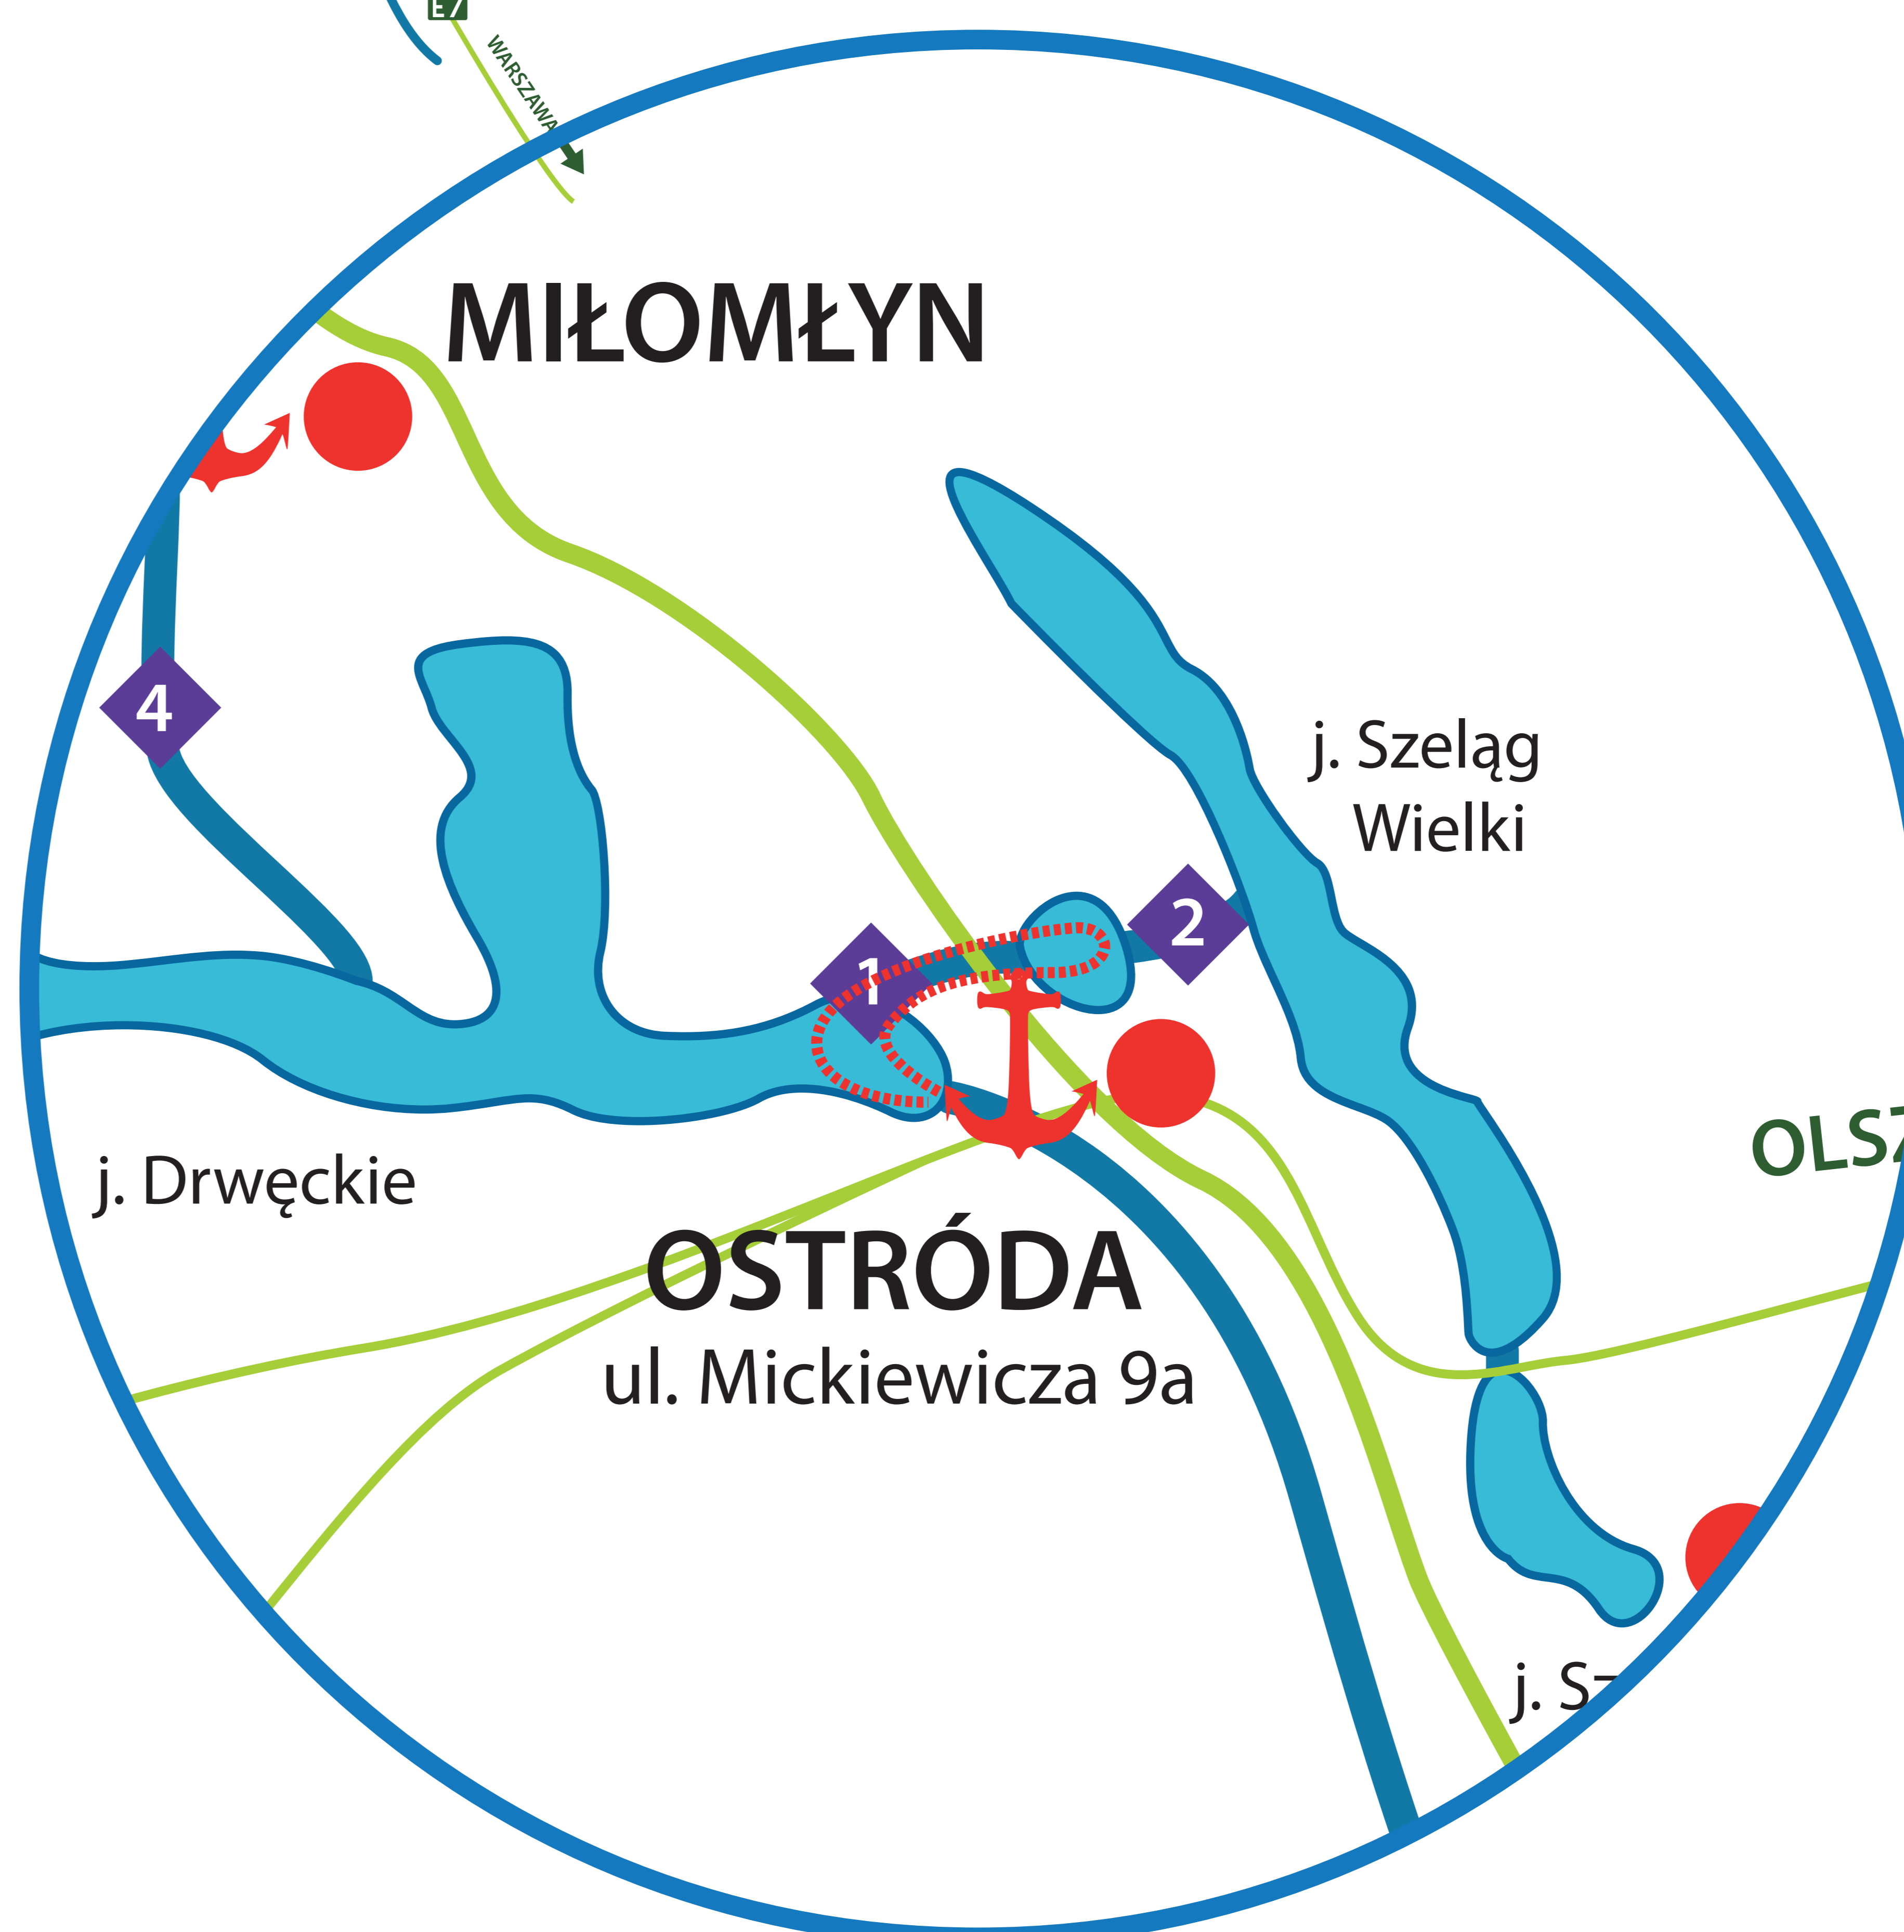 E7
WARSZAWA
MIŁOMŁYN
4
j. Szeląg
Wielki
2
1
j. Drwęckie
OSTRÓDA
ul. Mickiewicza 9a
j.